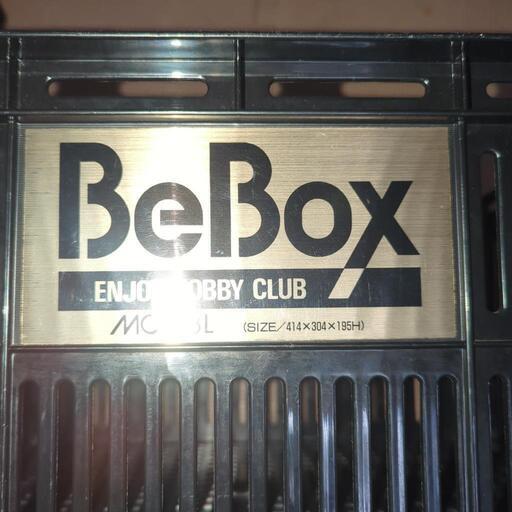 BeBox
ENJOY HOBBY CLUB
(SIZE/414×304×195H)